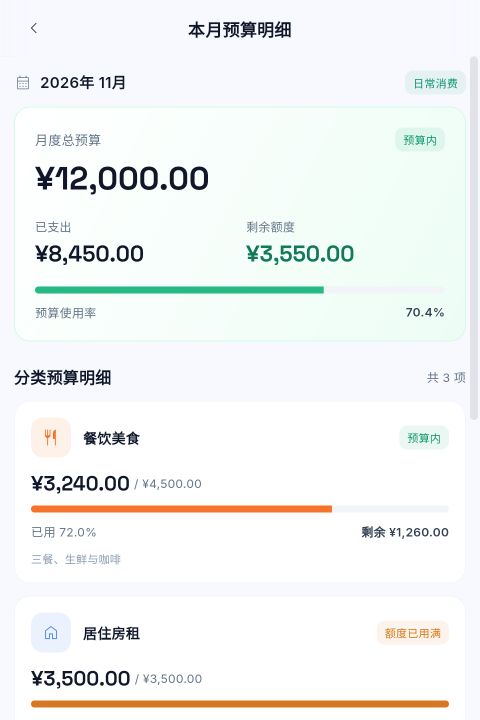 本月预算明细
2026年 11月
日常消费
月度总预算
预算内
¥12,000.00
已支出
剩余额度
¥8,450.00
¥3,550.00
预算使用率
70.4%
分类预算明细
共 3 项
餐饮美食
预算内
¥3,240.00 / ¥4,500.00
已用 72.0%
剩余 ¥1,260.00
三餐、生鲜与咖啡
居住房租
额度已用满
¥3,500.00 / ¥3,500.00